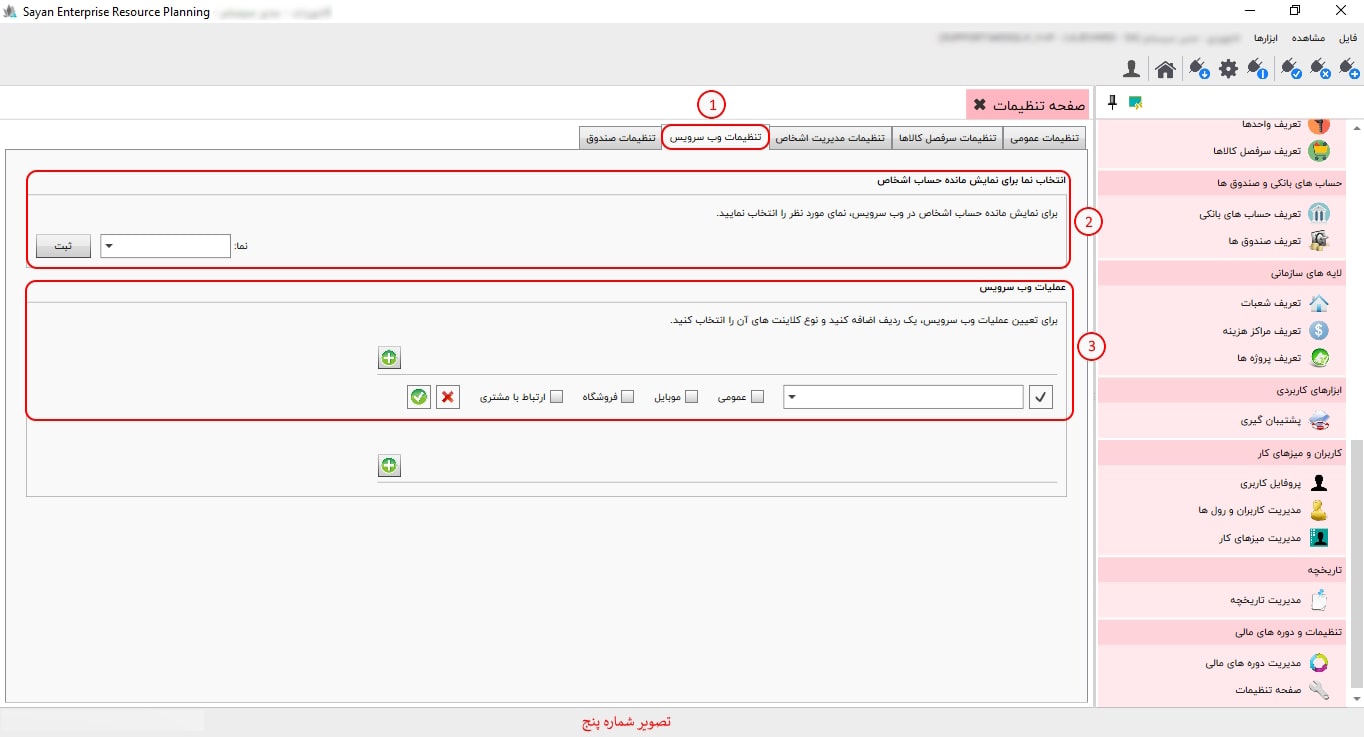 Sayan Enterprise Resource Planning
فایل مشاهده ابزارها
صفحه تنظیمات
1
تنظیمات عمومی
تنظیمات سرفصل کالاها
تنظیمات مدیریت اشخاص
تنظیمات وب سرویس
تنظیمات صندوق
انتخاب نما برای نمایش مانده حساب اشخاص
برای نمایش مانده حساب اشخاص در وب سرویس، نمای مورد نظر را انتخاب نمایید.
نما:
ثبت
2
عملیات وب سرویس
برای تعیین عملیات وب سرویس، یک ردیف اضافه کنید و نوع کلاینت های آن را انتخاب کنید.
3
عمومی
موبایل
فروشگاه
ارتباط با مشتری
تعریف واحدها
تعریف سرفصل کالاها
حساب های بانکی و صندوق ها
تعریف حساب های بانکی
تعریف صندوق ها
لایه های سازمانی
تعریف شعبات
تعریف مراکز هزینه
تعریف پروژه ها
ابزارهای کاربردی
پشتیبان گیری
کاربران و میزهای کار
پروفایل کاربری
مدیریت کاربران و رول ها
مدیریت میزهای کار
تاریخچه
مدیریت تاریخچه
تنظیمات و دوره های مالی
مدیریت دوره های مالی
صفحه تنظیمات
تصویر شماره پنج